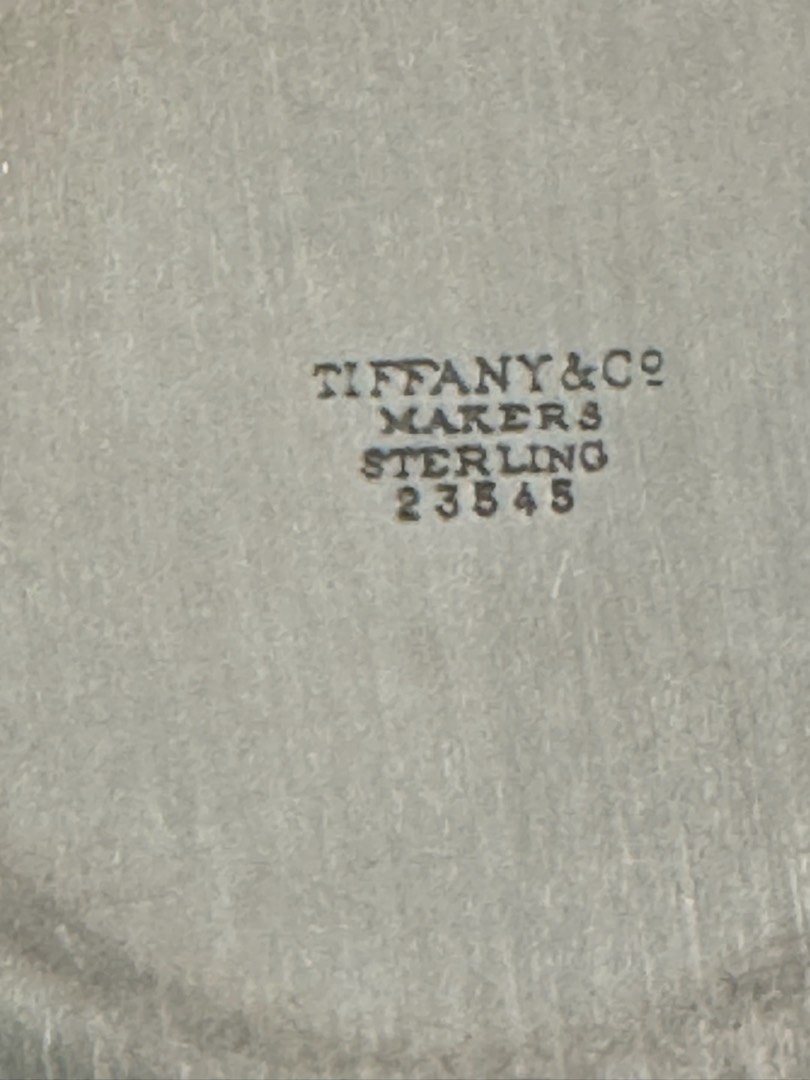 TIFFANY & Cº
MAKERS
STERLING
23545